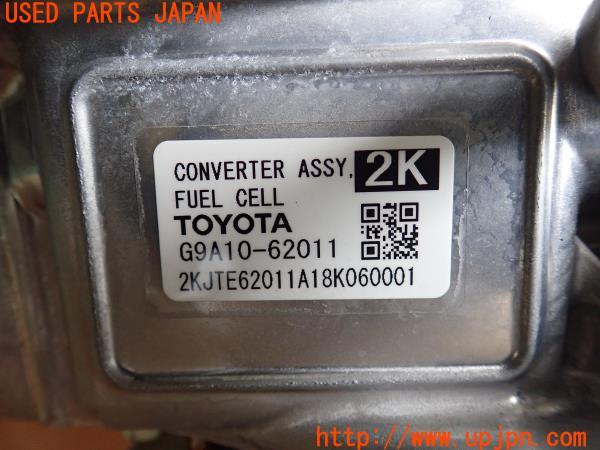 USED PARTS JAPAN
CONVERTER ASSY, 2K
FUEL CELL
TOYOTA
G9A10-62011
2KJTE62011A18K060001
http://www.upjpn.com